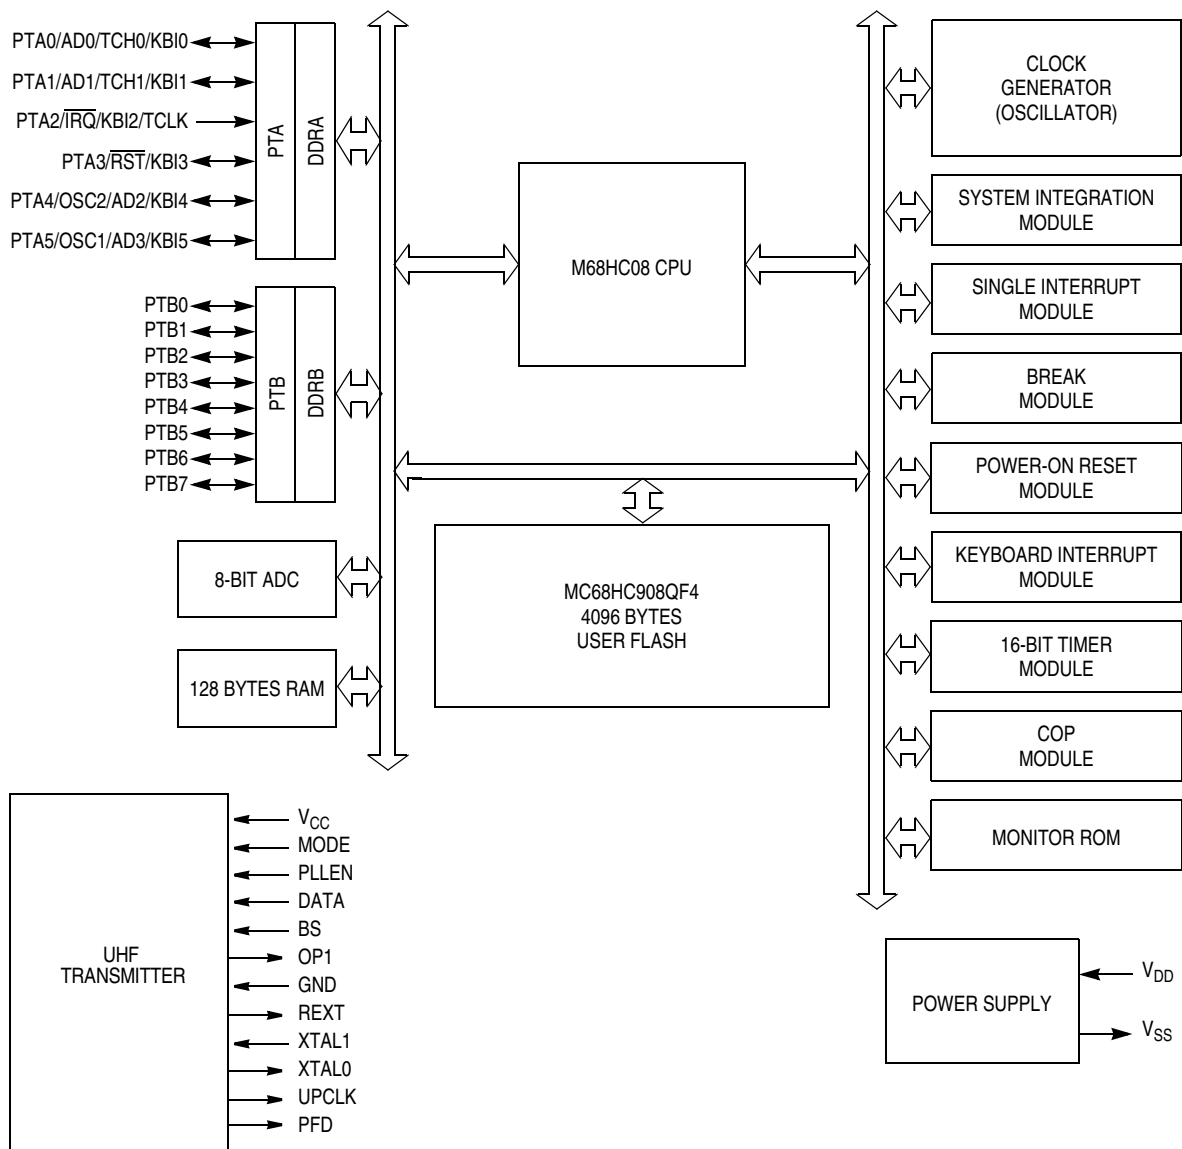 PTA0/AD0/TCH0/KBI0
PTA1/AD1/TCH1/KBI1
PTA2/IRQ/KBI2/TCLK
PTA3/RST/KBI3
PTA4/OSC2/AD2/KBI4
PTA5/OSC1/AD3/KBI5
PTA
DDRA
PTB0
PTB1
PTB2
PTB3
PTB4
PTB5
PTB6
PTB7
PTB
DDRB
8-BIT ADC
128 BYTES RAM
M68HC08 CPU
MC68HC908QF4
4096 BYTES
USER FLASH
CLOCK
GENERATOR
(OSCILLATOR)
SYSTEM INTEGRATION
MODULE
SINGLE INTERRUPT
MODULE
BREAK
MODULE
POWER-ON RESET
MODULE
KEYBOARD INTERRUPT
MODULE
16-BIT TIMER
MODULE
COP
MODULE
MONITOR ROM
UHF
TRANSMITTER
VCC
MODE
PLLEN
DATA
BS
OP1
GND
REXT
XTAL1
XTAL0
UPCLK
PFD
POWER SUPPLY
VDD
VSS